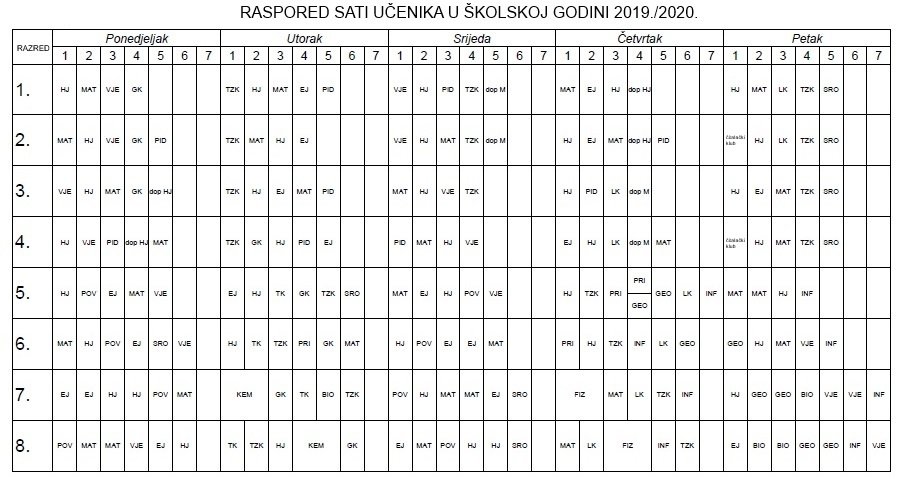 RASPORED SATI UČENIKA U ŠKOLSKOJ GODINI 2019./2020.
RAZRED Ponedjeljak Utorak Srijeda Četvrtak Petak
1 2 3 4 5 6 7 1 2 3 4 5 6 7 1 2 3 4 5 6 7 1 2 3 4 5 6 7 1 2 3 4 5 6 7
1. HJ MAT VJE GK TZK HJ MAT EJ PID VJE HJ PID TZK dop M MAT EJ HJ dop HJ HJ MAT LK TZK SRO
2. MAT HJ VJE GK PID TZK MAT HJ EJ VJE HJ MAT TZK dop M HJ EJ MAT dop HJ PID čitalački klub HJ LK TZK SRO
3. VJE HJ MAT GK dop HJ TZK HJ EJ MAT PID MAT HJ VJE TZK HJ PID LK dop M HJ EJ MAT TZK SRO
4. HJ VJE PID dop HJ MAT TZK GK HJ PID EJ PID MAT HJ VJE EJ HJ LK dop M MAT čitalački klub HJ MAT TZK SRO
5. HJ POV EJ MAT VJE EJ HJ TK GK TZK SRO MAT EJ HJ POV VJE HJ TZK PRI PRI GEO GEO LK INF MAT MAT HJ INF
6. MAT HJ POV EJ SRO VJE HJ TK TZK PRI GK MAT HJ POV EJ EJ MAT PRI HJ TZK INF LK GEO GEO HJ MAT VJE INF
7. EJ EJ HJ HJ POV MAT KEM GK TK BIO TZK POV HJ MAT MAT EJ SRO FIZ MAT LK TZK INF HJ GEO GEO BIO VJE VJE INF
8. POV MAT MAT VJE EJ HJ TK TZK HJ KEM GK EJ MAT POV HJ HJ SRO MAT LK FIZ INF TZK EJ BIO BIO GEO GEO INF VJE